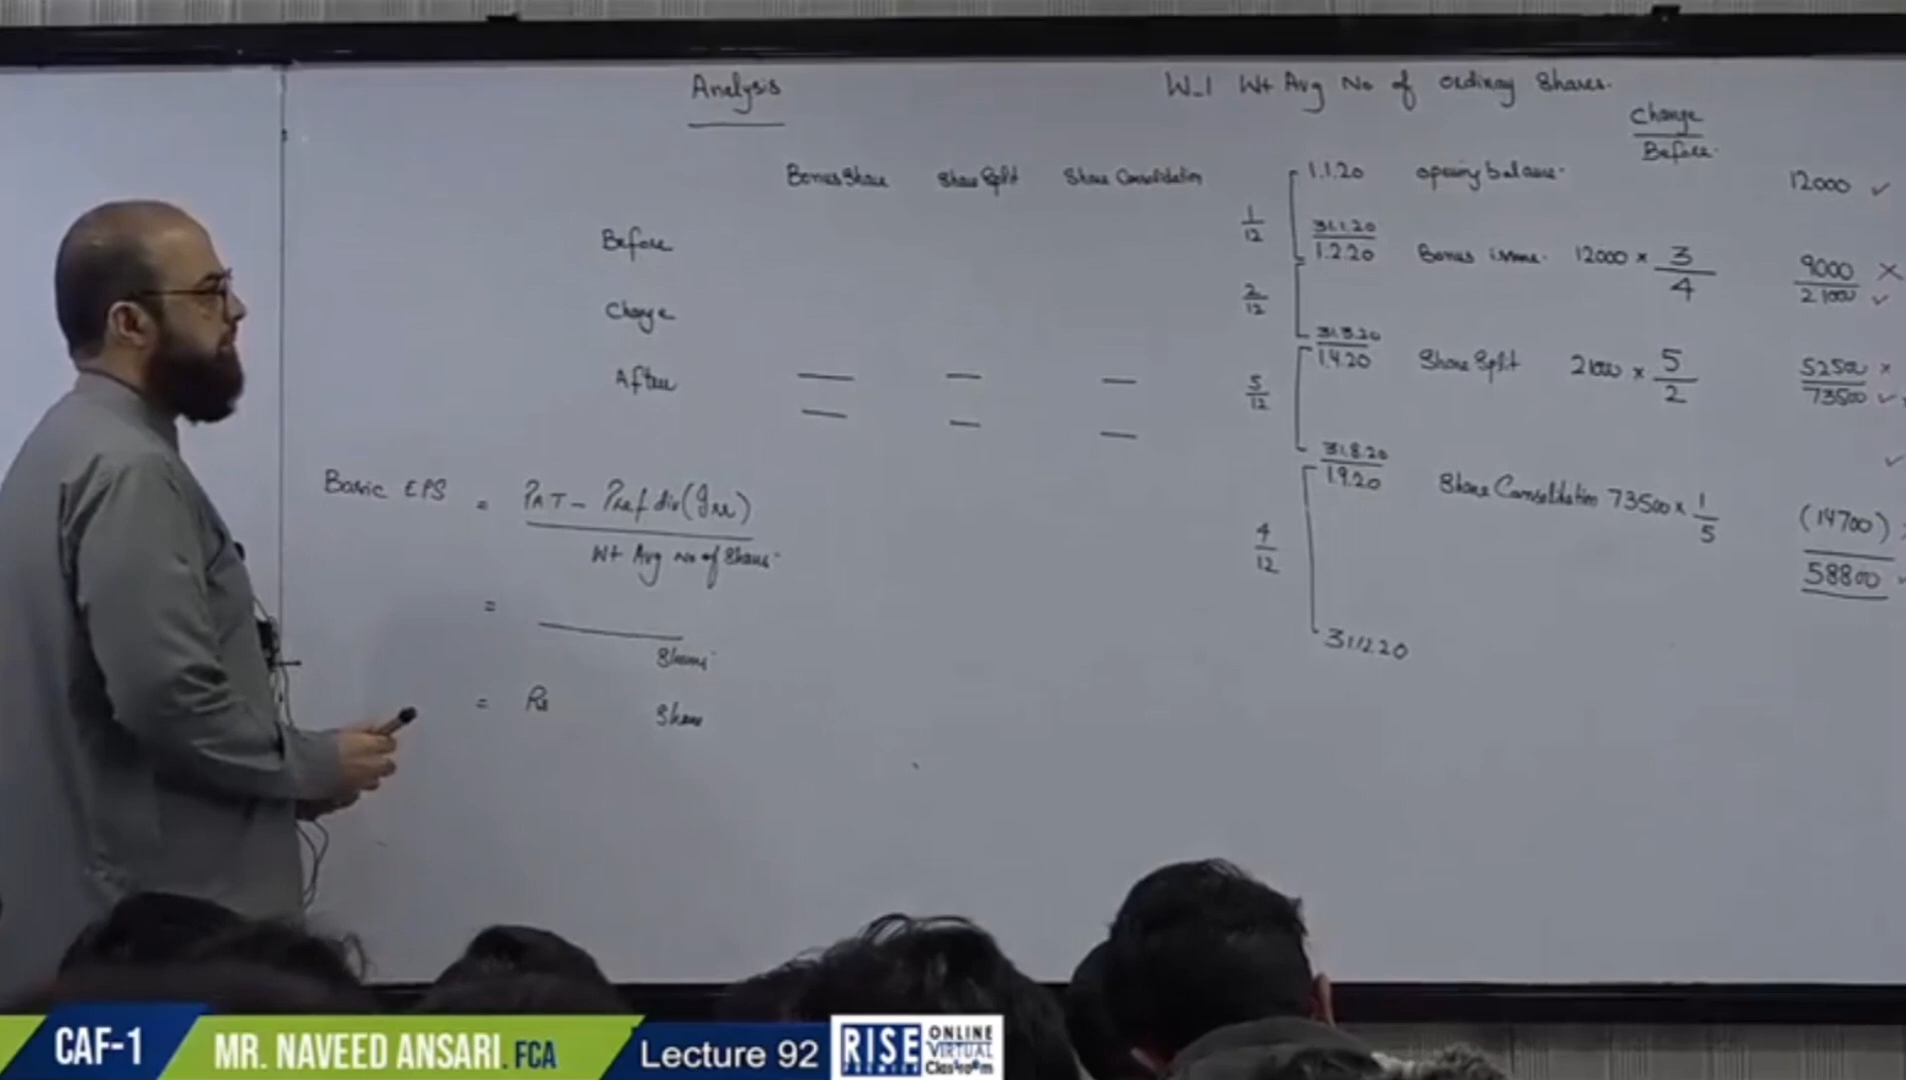 Analysis
Bonus Share Share Split Share Consolidation
Before
Change
After
Basic EPS = PAT - Pref div (Irr)
Wt Avg No of Shares
=
Shares
= Rs Share
W-1 Wt Avg No of ordinary Shares.
Change
Before
1.1.20 opening balance. 12000 ✓
1/12
31.1.20
1.2.20 Bonus issue. 12000 × 3/4 9000 ×
21000 ✓
2/12
31.3.20
1.4.20 Share Split 21000 × 5/2 52500 ×
73500 ✓
5/12
31.8.20
1.9.20 Share Consolidation 73500 × 1/5 (14700)
58800
4/12
31.12.20
CAF-1
MR. NAVEED ANSARI. FCA
Lecture 92
RISE
PREMIER
ONLINE
VIRTUAL
Classroom